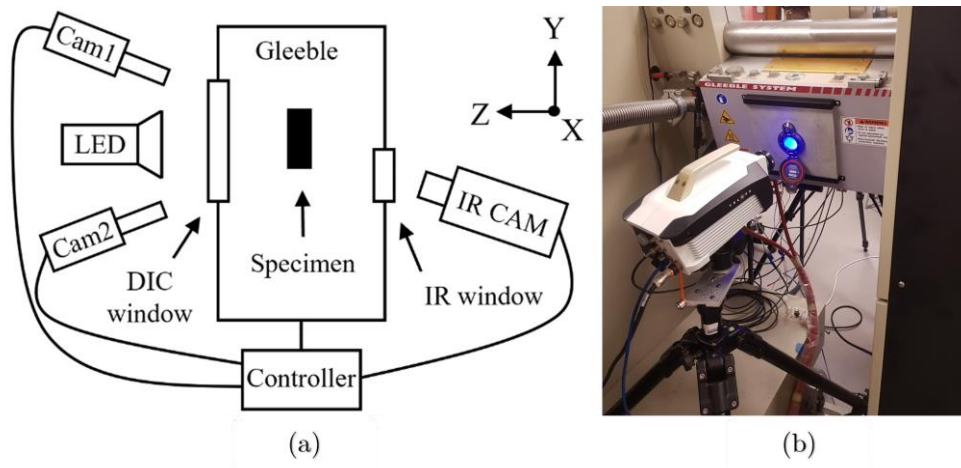 Cam1
Gleeble
Y
Z
X
LED
IR CAM
Cam2
Specimen
DIC
window
IR window
Controller
GLEEBLE SYSTEM
(a)
(b)